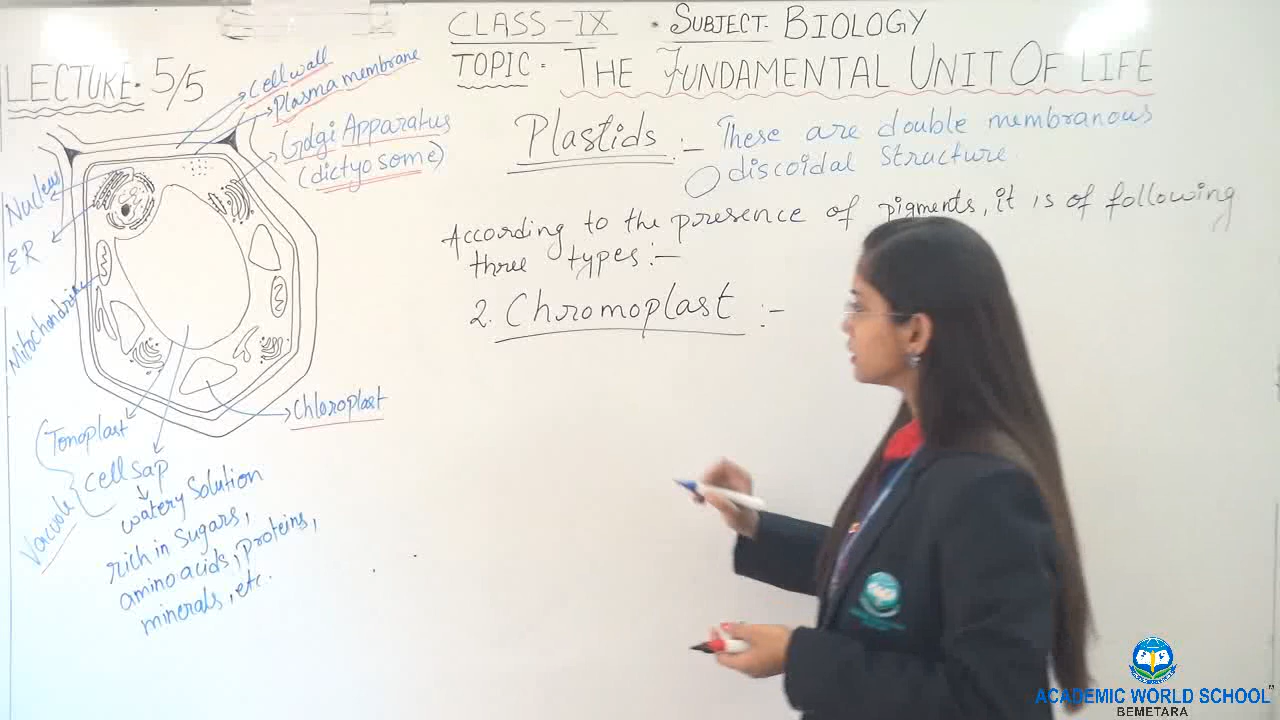 CLASS - IX • SUBJECT. BIOLOGY
TOPIC. THE FUNDAMENTAL UNIT OF LIFE
LECTURE. 5/5
Cell wall
Plasma membrane
Golgi Apparatus
(dictyosome)
Nucleus
ER
Mitochondrion
Chloroplast
Tonoplast
cell sap
Vacuole
watery solution
rich in sugars,
amino acids, proteins,
minerals, etc.
Plastids :- These are double membranous
discoidal structure.
According to the presence of pigments, it is of following
three types :-
2. Chromoplast :-
ACADEMIC WORLD SCHOOL"
BEMETARA